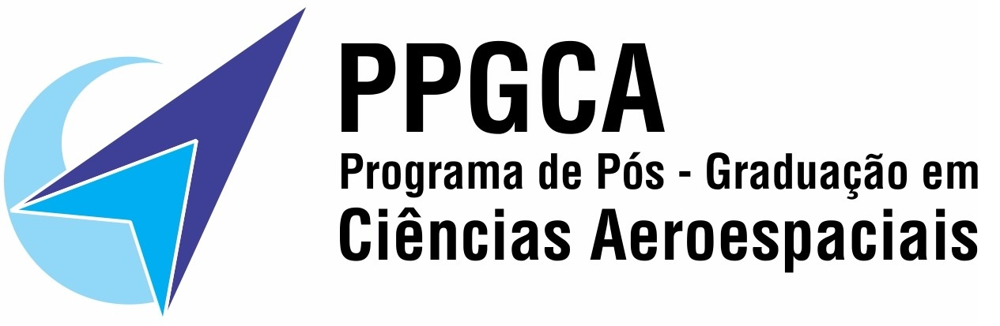 PPGCA
Programa de Pós - Graduação em
Ciências Aeroespaciais